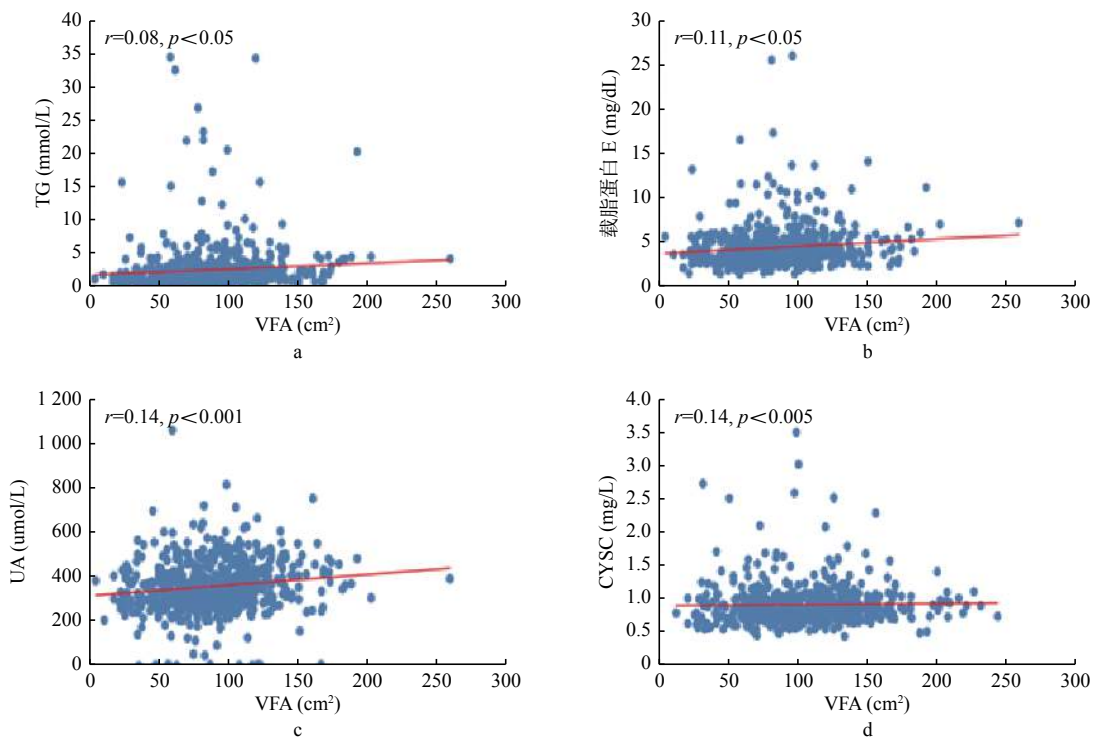 40
35
30
25
20
15
10
5
0
TG (mmol/L)
r=0.08, p<0.05
0 50 100 150 200 250 300
VFA (cm²)
a
30
25
20
15
10
5
0
载脂蛋白 E (mg/dL)
r=0.11, p<0.05
0 50 100 150 200 250 300
VFA (cm²)
b
1 200
1 000
800
600
400
200
0
UA (umol/L)
r=0.14, p<0.001
0 50 100 150 200 250 300
VFA (cm²)
c
4.0
3.5
3.0
2.5
2.0
1.5
1.0
0.5
0
CYSC (mg/L)
r=0.14, p<0.005
0 50 100 150 200 250 300
VFA (cm²)
d